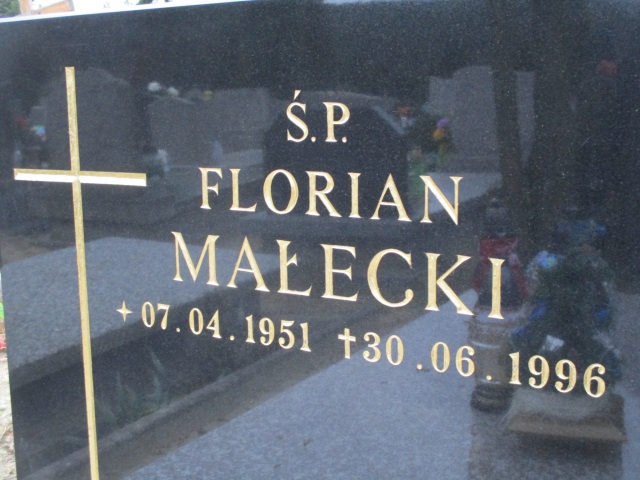 Ś.P.
FLORIAN
MAŁECKI
+07.04.1951 †30.06.1996